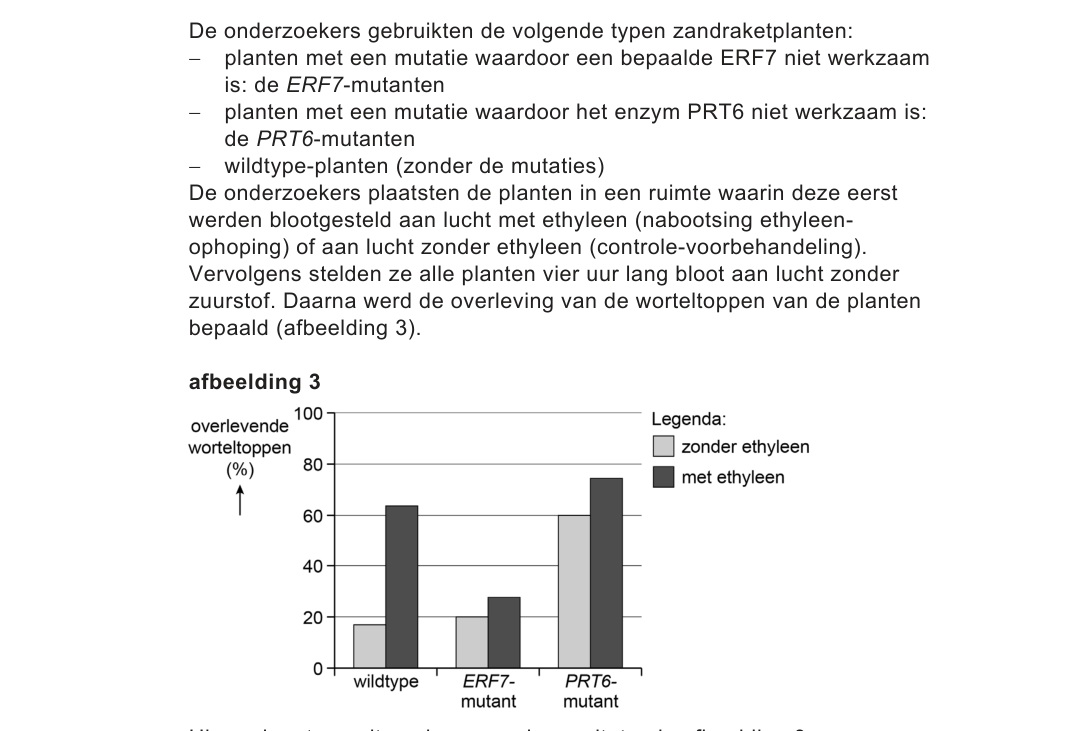 De onderzoekers gebruikten de volgende typen zandraketplanten:
– planten met een mutatie waardoor een bepaalde ERF7 niet werkzaam
is: de ERF7-mutanten
– planten met een mutatie waardoor het enzym PRT6 niet werkzaam is:
de PRT6-mutanten
– wildtype-planten (zonder de mutaties)
De onderzoekers plaatsten de planten in een ruimte waarin deze eerst
werden blootgesteld aan lucht met ethyleen (nabootsing ethyleen-
ophoping) of aan lucht zonder ethyleen (controle-voorbehandeling).
Vervolgens stelden ze alle planten vier uur lang bloot aan lucht zonder
zuurstof. Daarna werd de overleving van de worteltoppen van de planten
bepaald (afbeelding 3).
afbeelding 3
overlevende
worteltoppen
(%)
100
80
60
40
20
0
wildtype
ERF7-
mutant
PRT6-
mutant
Legenda:
zonder ethyleen
met ethyleen